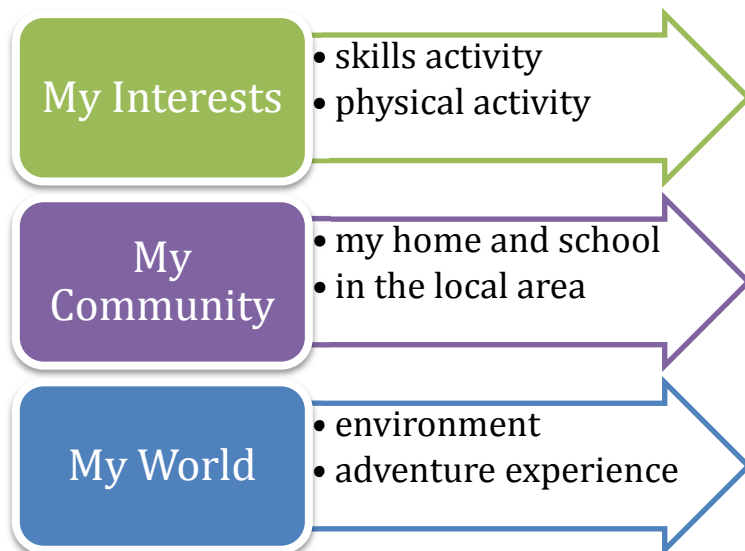 My Interests
• skills activity
• physical activity
My
Community
• my home and school
• in the local area
My World
• environment
• adventure experience